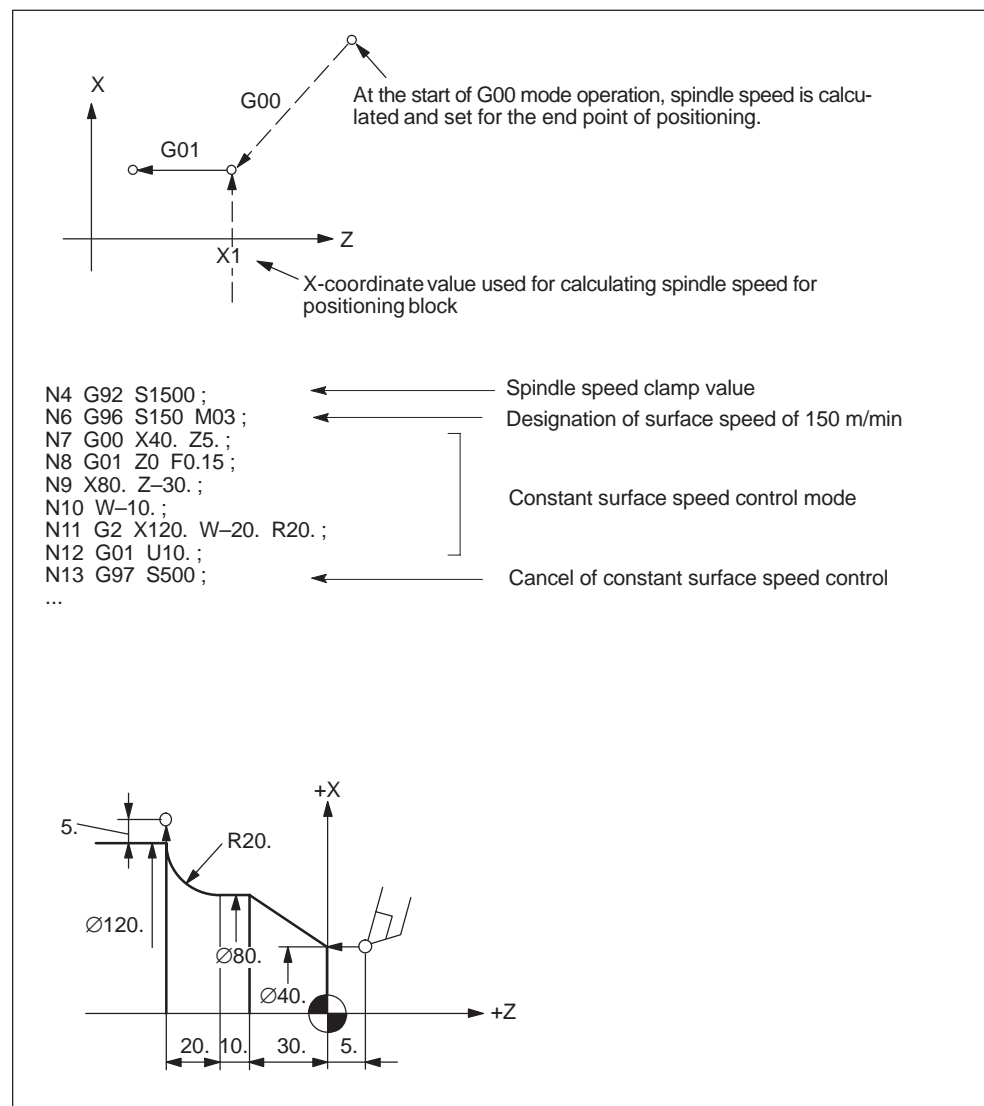 X
G00
At the start of G00 mode operation, spindle speed is calcu-
lated and set for the end point of positioning.
G01
Z
X1
X-coordinate value used for calculating spindle speed for
positioning block
N4 G92 S1500 ;
Spindle speed clamp value
N6 G96 S150 M03 ;
Designation of surface speed of 150 m/min
N7 G00 X40. Z5. ;
N8 G01 Z0 F0.15 ;
N9 X80. Z–30. ;
N10 W–10. ;
Constant surface speed control mode
N11 G2 X120. W–20. R20. ;
N12 G01 U10. ;
N13 G97 S500 ;
Cancel of constant surface speed control
...
+X
5.
R20.
∅120.
∅80.
∅40.
+Z
20. 10. 30. 5.